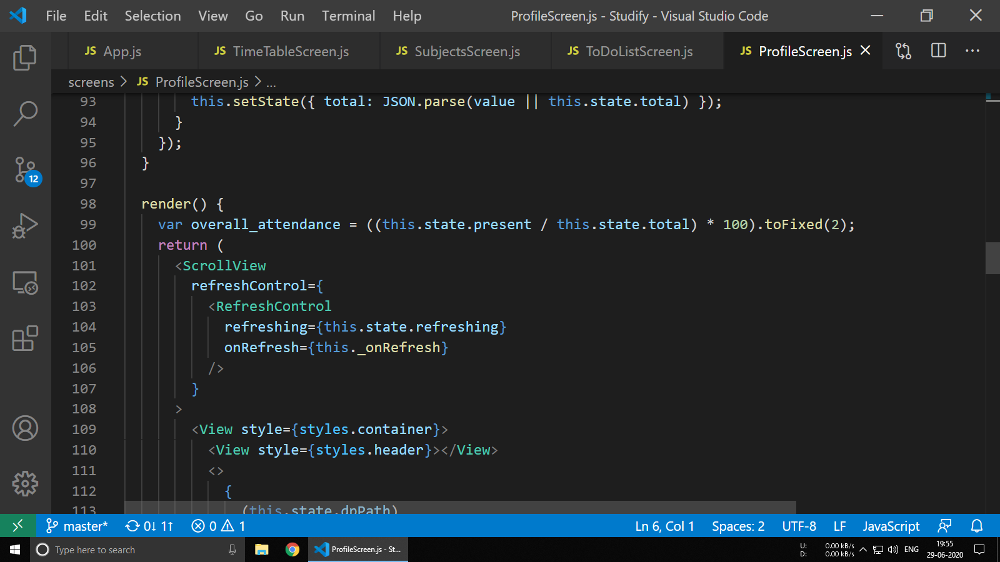 File Edit Selection View Go Run Terminal Help ProfileScreen.js - Studify - Visual Studio Code
JS App.js JS TimeTableScreen.js JS SubjectsScreen.js JS ToDoListScreen.js JS ProfileScreen.js
screens > JS ProfileScreen.js > ...
93 this.setState({ total: JSON.parse(value || this.state.total) });
94 }
95 });
96 }
97
98 render() {
99 var overall_attendance = ((this.state.present / this.state.total) * 100).toFixed(2);
100 return (
101 <ScrollView
102 refreshControl={
103 <RefreshControl
104 refreshing={this.state.refreshing}
105 onRefresh={this._onRefresh}
106 />
107 }
108 >
109 <View style={styles.container}>
110 <View style={styles.header}></View>
111 <>
112 {
113 (this.state.dpPath)
12
master* 0↓ 1↑ 0 1 Ln 6, Col 1 Spaces: 2 UTF-8 LF JavaScript
Type here to search ProfileScreen.js - St... U: 0.00 kB/s D: 0.00 kB/s ENG 19:55 29-06-2020